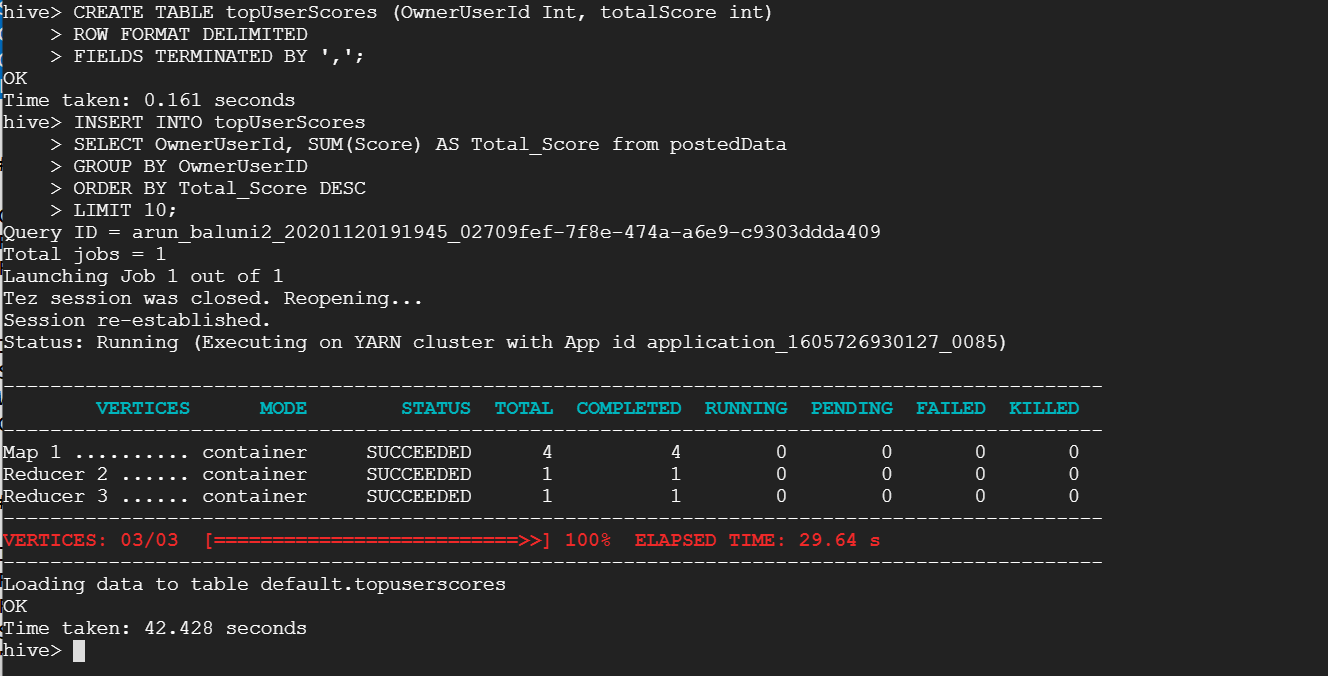 hive> CREATE TABLE topUserScores (OwnerUserId Int, totalScore int)
    > ROW FORMAT DELIMITED
    > FIELDS TERMINATED BY ',';
OK
Time taken: 0.161 seconds
hive> INSERT INTO topUserScores
    > SELECT OwnerUserId, SUM(Score) AS Total_Score from postedData
    > GROUP BY OwnerUserID
    > ORDER BY Total_Score DESC
    > LIMIT 10;
Query ID = arun_baluni2_20201120191945_02709fef-7f8e-474a-a6e9-c9303ddda409
Total jobs = 1
Launching Job 1 out of 1
Tez session was closed. Reopening...
Session re-established.
Status: Running (Executing on YARN cluster with App id application_1605726930127_0085)
----------------------------------------------------------------------------------------------
        VERTICES      MODE        STATUS  TOTAL  COMPLETED  RUNNING  PENDING  FAILED  KILLED
----------------------------------------------------------------------------------------------
Map 1 .......... container     SUCCEEDED      4          4        0        0       0       0
Reducer 2 ...... container     SUCCEEDED      1          1        0        0       0       0
Reducer 3 ...... container     SUCCEEDED      1          1        0        0       0       0
----------------------------------------------------------------------------------------------
VERTICES: 03/03  [==========================>>] 100%  ELAPSED TIME: 29.64 s
----------------------------------------------------------------------------------------------
Loading data to table default.topuserscores
OK
Time taken: 42.428 seconds
hive>